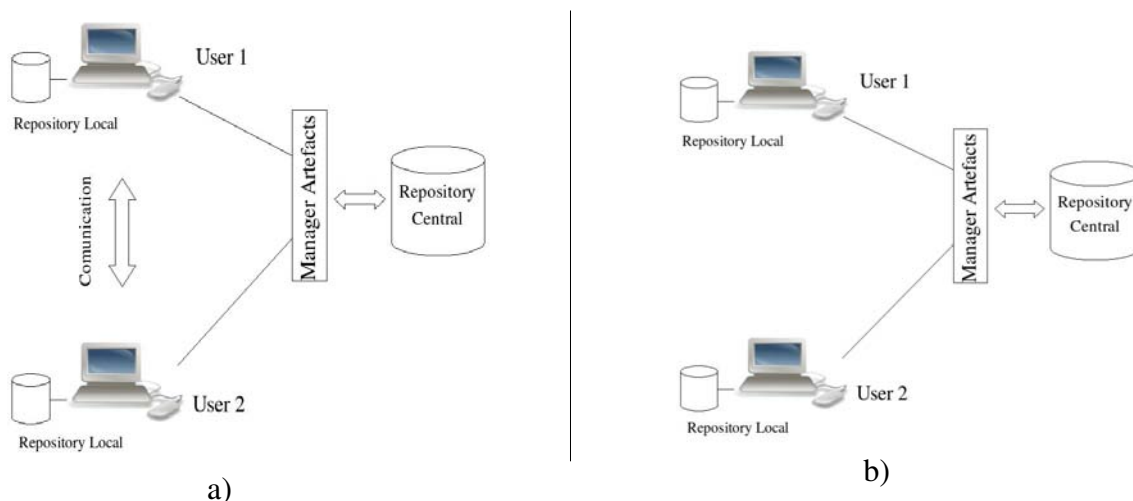 User 1
Repository Local
Comunication
Manager Artefacts
Repository
Central
User 2
Repository Local
a)
User 1
Repository Local
Manager Artefacts
Repository
Central
User 2
Repository Local
b)